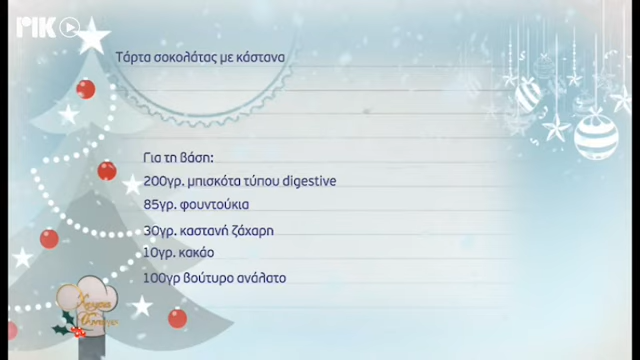 ΡΙΚ
Τάρτα σοκολάτας με κάστανα
Για τη βάση:
200γρ. μπισκότα τύπου digestive
85γρ. φουντούκια
30γρ. καστανή ζάχαρη
10γρ. κακάο
100γρ βούτυρο ανάλατο